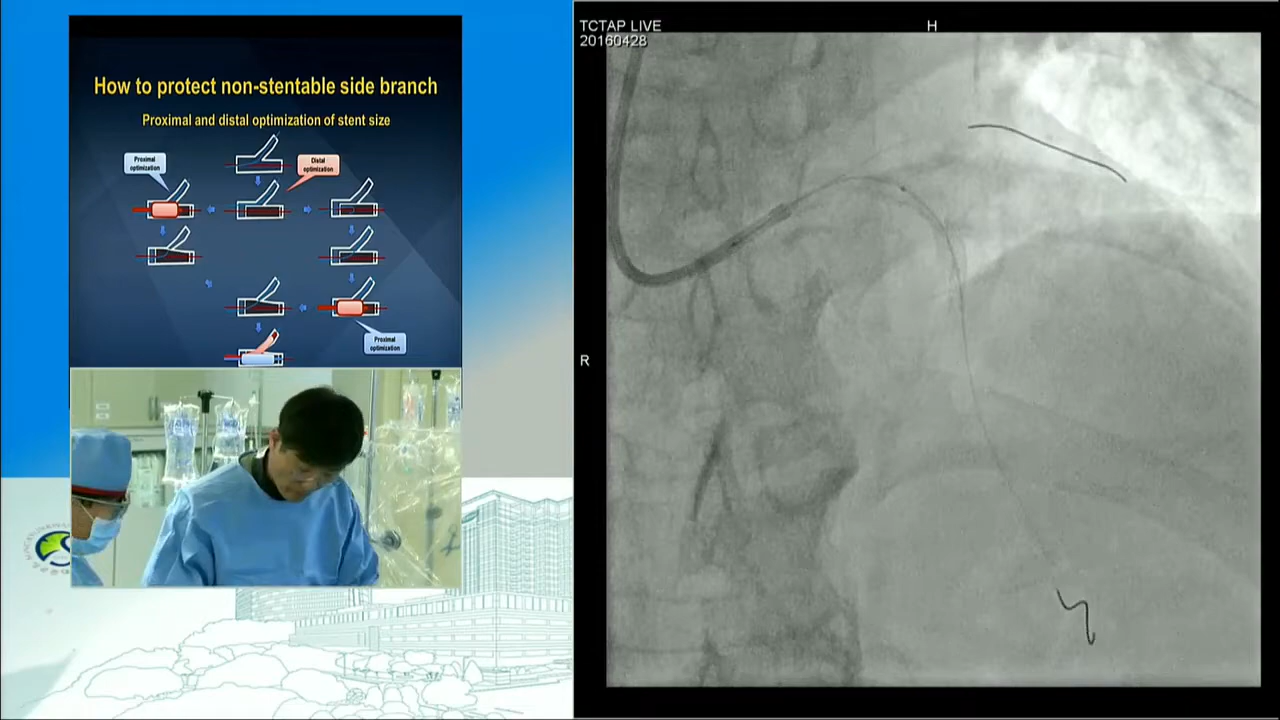 How to protect non-stentable side branch
Proximal and distal optimization of stent size
Proximal
optimization
Distal
optimization
Proximal
optimization
TCTAP LIVE
20160428
H
R